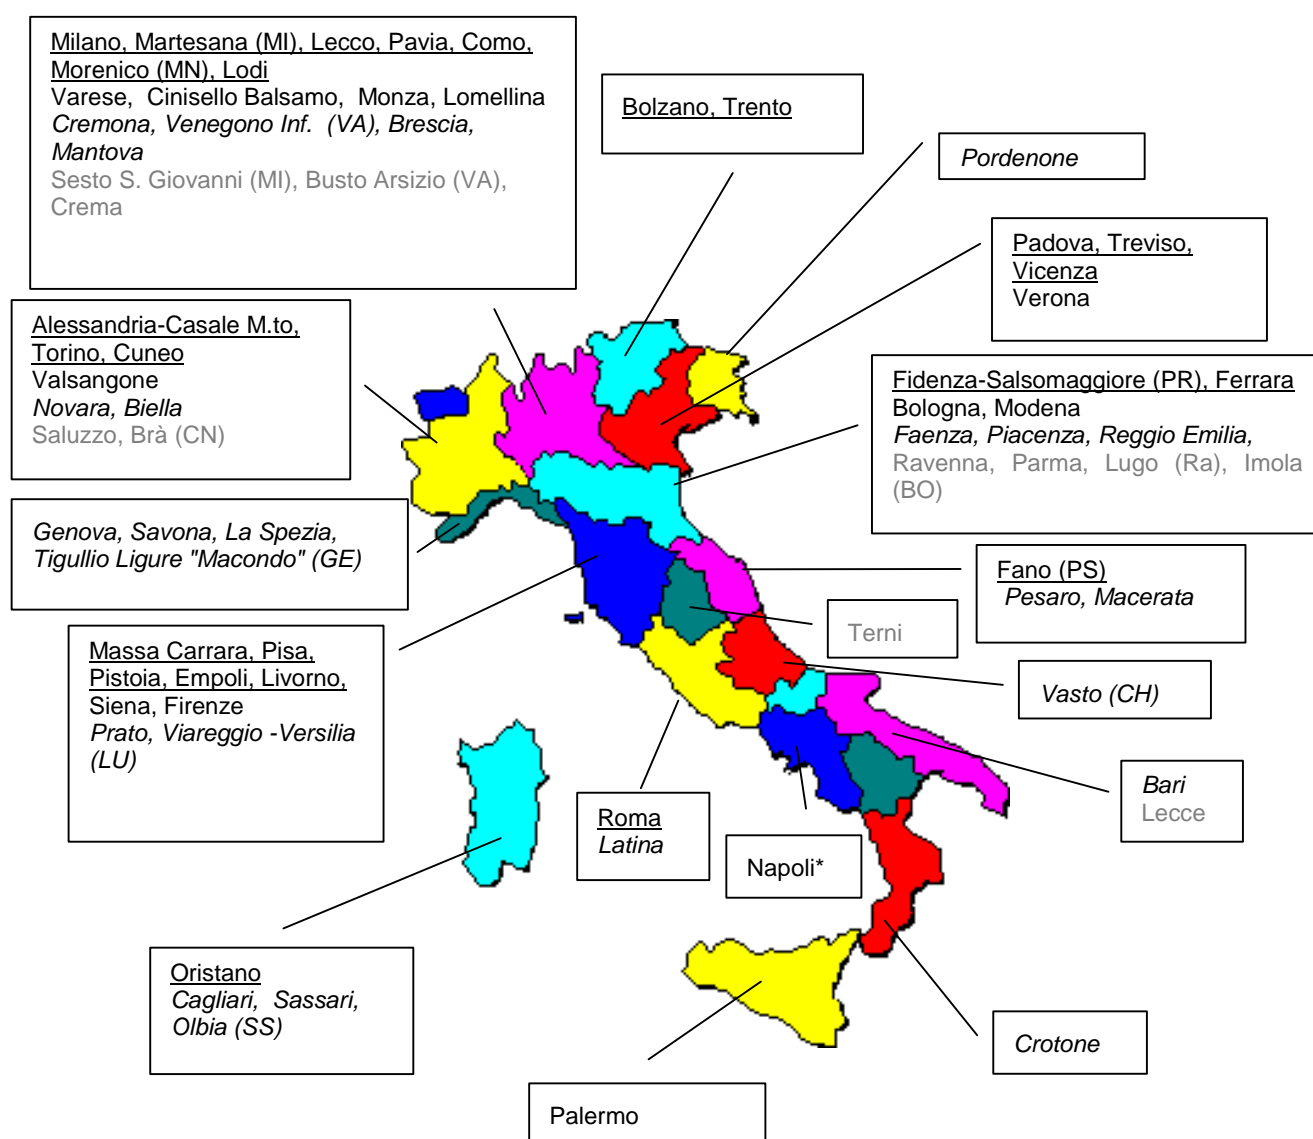 Milano, Martesana (MI), Lecco, Pavia, Como,
Morenico (MN), Lodi
Varese, Cinisello Balsamo, Monza, Lomellina
Cremona, Venegono Inf. (VA), Brescia,
Mantova
Sesto S. Giovanni (MI), Busto Arsizio (VA),
Crema
Bolzano, Trento
Pordenone
Padova, Treviso,
Vicenza
Verona
Alessandria-Casale M.to,
Torino, Cuneo
Valsangone
Novara, Biella
Saluzzo, Brà (CN)
Fidenza-Salsomaggiore (PR), Ferrara
Bologna, Modena
Faenza, Piacenza, Reggio Emilia,
Ravenna, Parma, Lugo (Ra), Imola
(BO)
Genova, Savona, La Spezia,
Tigullio Ligure "Macondo" (GE)
Fano (PS)
Pesaro, Macerata
Terni
Massa Carrara, Pisa,
Pistoia, Empoli, Livorno,
Siena, Firenze
Prato, Viareggio -Versilia
(LU)
Vasto (CH)
Bari
Lecce
Roma
Latina
Napoli*
Oristano
Cagliari, Sassari,
Olbia (SS)
Crotone
Palermo